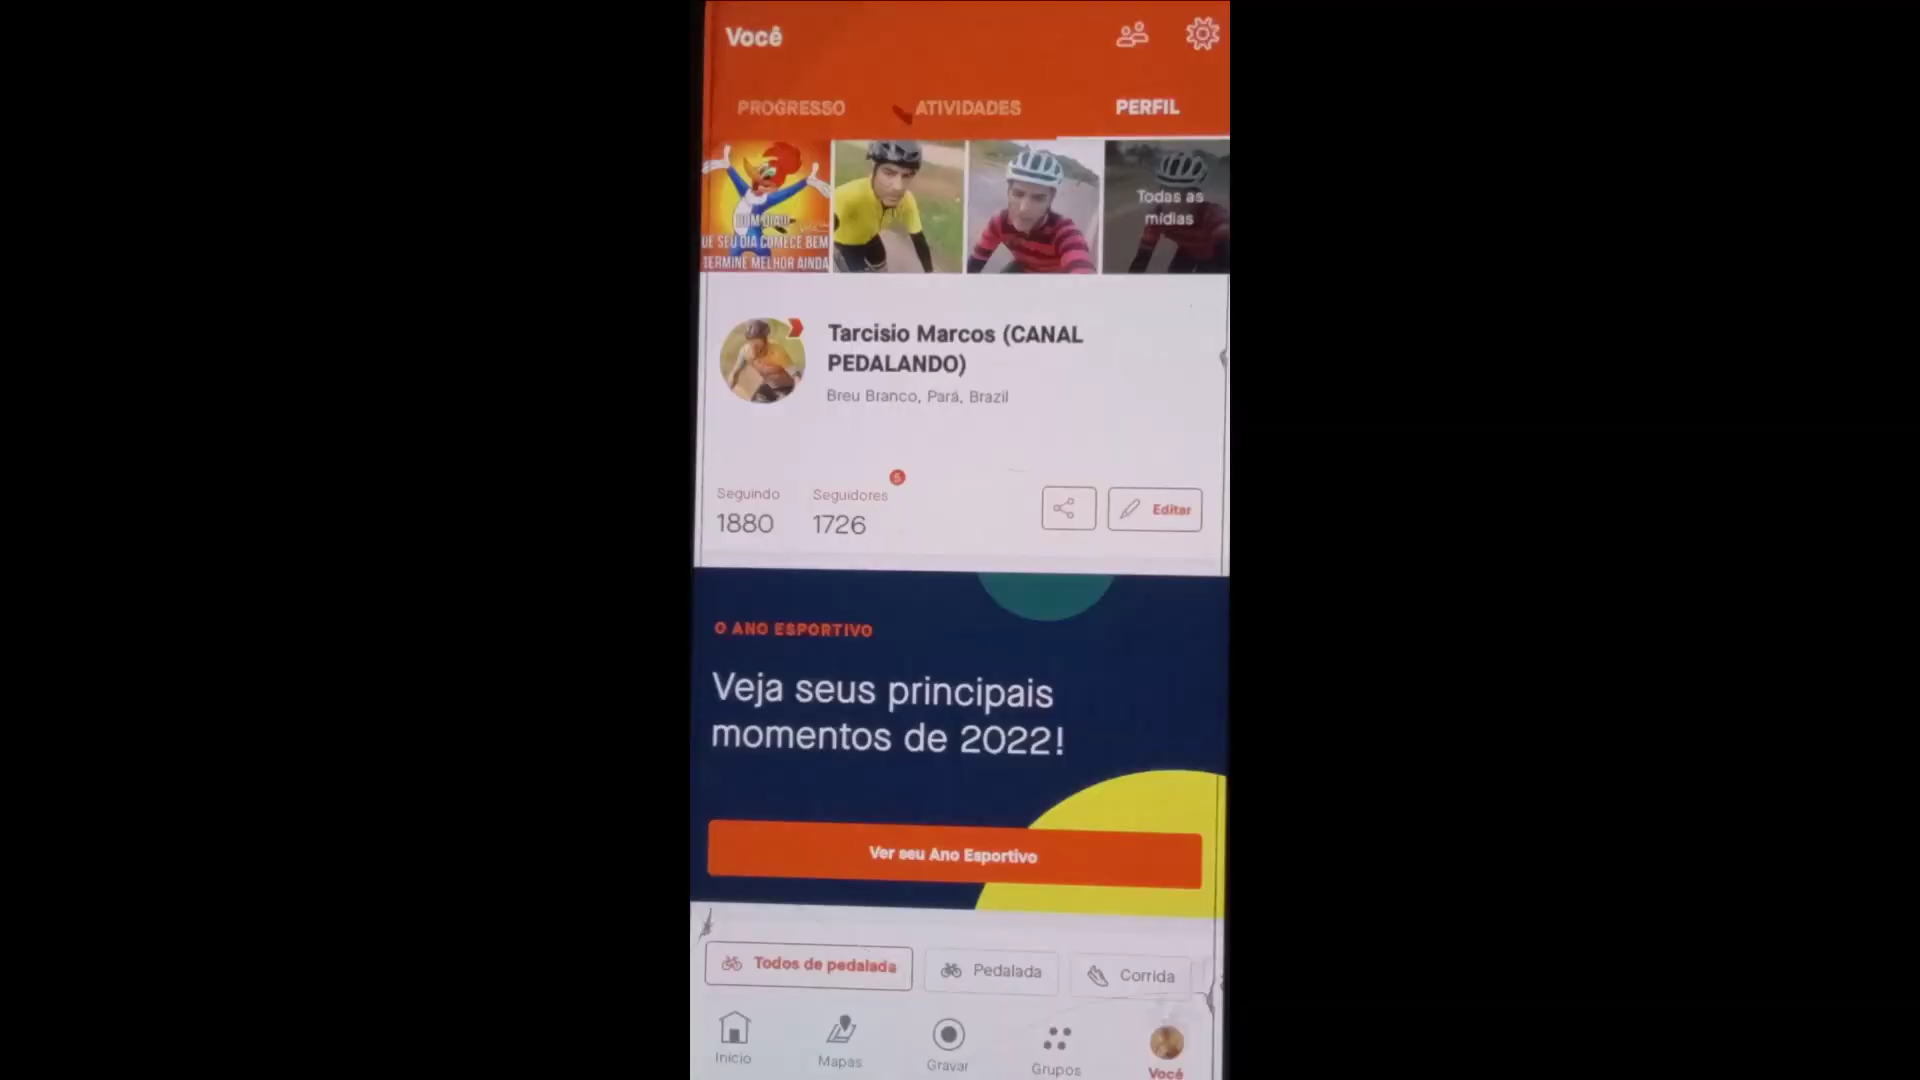 Você
PROGRESSO
ATIVIDADES
PERFIL
BOM DIA!!
UE SEU DIA COMECE BEM
TERMINE MELHOR AINDA
Todas as
mídias
Tarcisio Marcos (CANAL
PEDALANDO)
Breu Branco, Pará, Brazil
Seguindo
1880
Seguidores
5
1726
Editar
O ANO ESPORTIVO
Veja seus principais
momentos de 2022!
Ver seu Ano Esportivo
Todos de pedalada
Pedalada
Corrida
Início
Mapas
Gravar
Grupos
Você